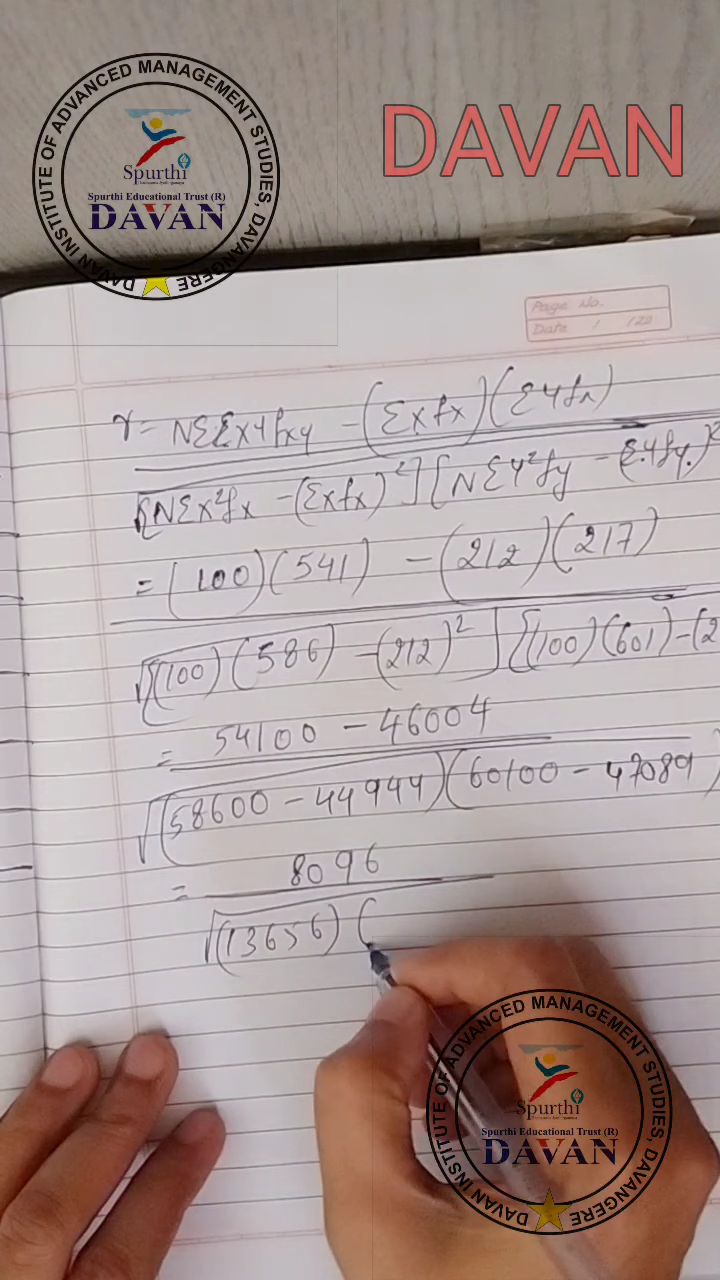 DAVAN INSTITUTE OF ADVANCED MANAGEMENT STUDIES, DAVANGERE
Spurthi
Spurthi Educational Trust (R)
DAVAN
DAVAN
Page No.
Date / /20
r = NΣΣxyfxy - (Σxfx)(Σyfy)
√[NΣx²fx - (Σxfx)²][NΣy²fy - (Σyfy)²
= (100)(541) - (212)(217)
√[(100)(586) - (212)²][(100)(601) - (2
= 54100 - 46004
√(58600 - 44944)(60100 - 47089)
= 8096
√(13656)(
DAVAN INSTITUTE OF ADVANCED MANAGEMENT STUDIES, DAVANGERE
Spurthi
Spurthi Educational Trust (R)
DAVAN